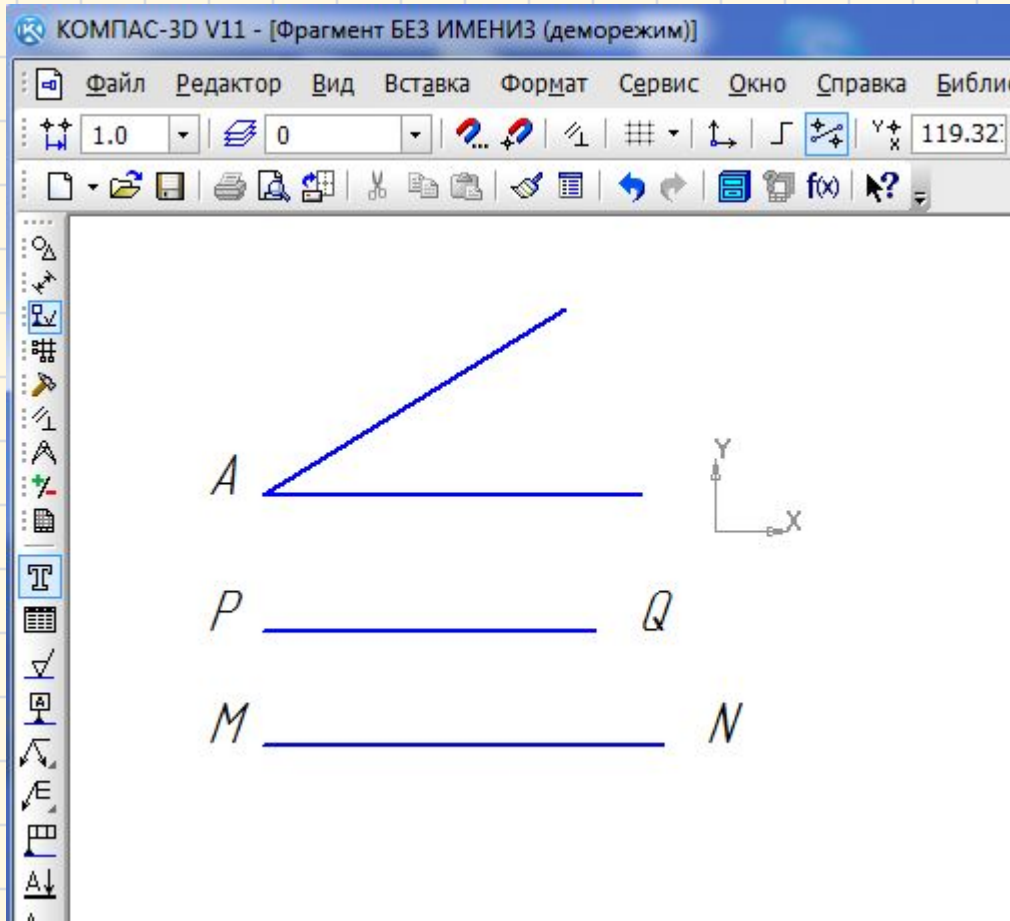 КОМПАС-3D V11 - [Фрагмент БЕЗ ИМЕНИ3 (деморежим)]
Файл Редактор Вид Вставка Формат Сервис Окно Справка
1.0 0 119.32
f(x)
A
Y
X
P Q
M N